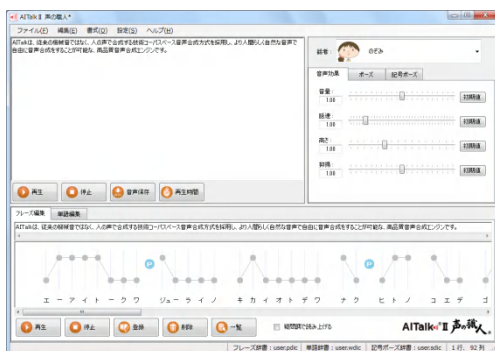 AITalkⅡ 声の職人*
ファイル(F) 編集(E) 書式(O) 設定(S) ヘルプ(H)
AITalkは、従来の機械音ではなく、人の声で合成する技術コーパスベース音声合成方式を採用し、より人間らしく自然な音声で
自由に音声合成をすることが可能な、高品質音声合成エンジンです。
話者: のぞみ
音声効果 ポーズ 記号ポーズ
音量:
1.00 初期値
話速:
1.00 初期値
高さ:
1.00 初期値
抑揚:
1.00 初期値
再生 停止 音声保存 再生時間
フレーズ編集 単語編集
AITalkは、従来の機械音ではなく、人の声で合成する技術コーパスベース音声合成方式を採用し、より人間らしく自然な音声で自由に音声合成をすることが可能な、高品質音声合成エンジンです。
P P
エ ー ア イ ト ー ク ワ ジュ ー ラ イ ノ キ カ イ オ ト デ ワ ナ ク ヒ ト ノ コ エ デ ゴ
再生 停止 登録 削除 一覧 疑問調で読み上げる AITalkⅡ 声の職人
フレーズ辞書:user.pdic 単語辞書:user.wdic 記号ポーズ辞書:user.sdic 1行, 92列